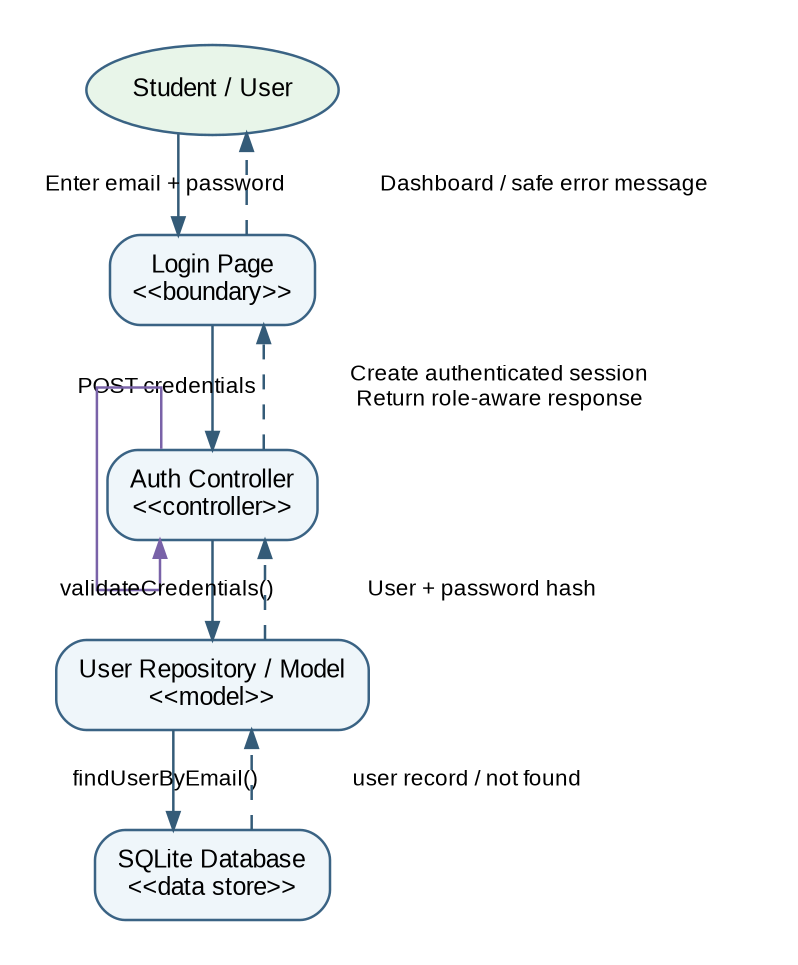 Student / User
Enter email + password
Dashboard / safe error message
Login Page
<<boundary>>
POST credentials
Create authenticated session
Return role-aware response
Auth Controller
<<controller>>
validateCredentials()
User + password hash
User Repository / Model
<<model>>
findUserByEmail()
user record / not found
SQLite Database
<<data store>>